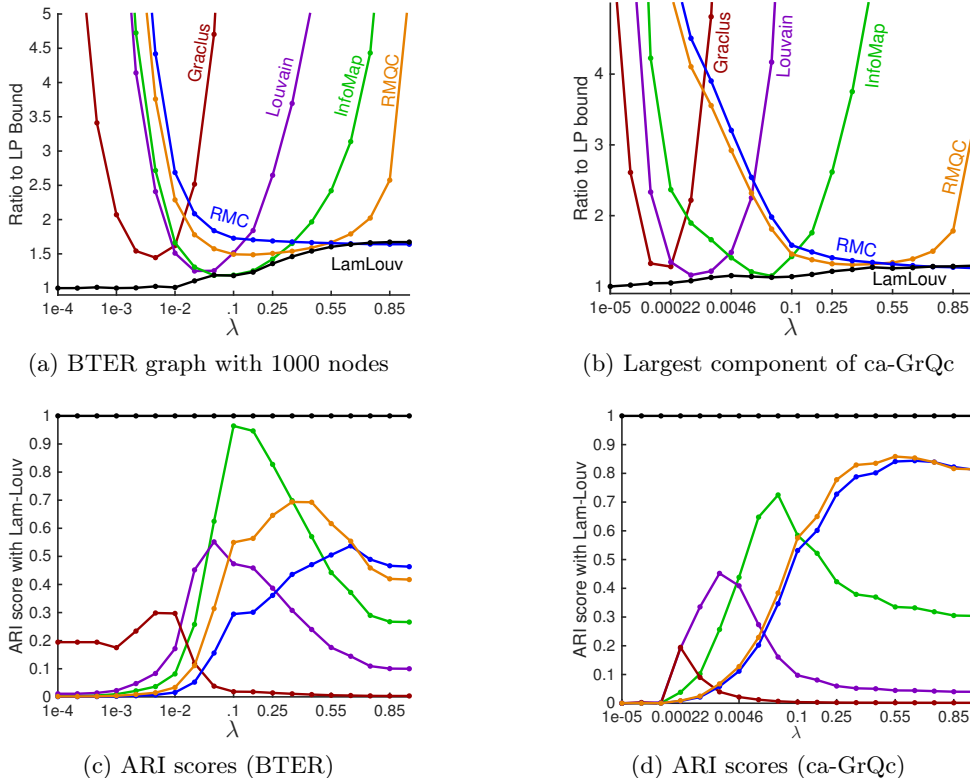 Ratio to LP Bound
5
4.5
4
3.5
3
2.5
2
1.5
1
Graclus
Louvain
InfoMap
RMQC
RMC
LamLouv
1e-4 1e-3 1e-2 .1 0.25 0.55 0.85
λ
(a) BTER graph with 1000 nodes
Ratio to LP bound
4
3
2
1
Graclus
Louvain
InfoMap
RMQC
RMC
LamLouv
1e-05 0.00022 0.0046 0.1 0.25 0.55 0.85
λ
(b) Largest component of ca-GrQc
ARI score with Lam-Louv
1
0.9
0.8
0.7
0.6
0.5
0.4
0.3
0.2
0.1
0
1e-4 1e-3 1e-2 .1 0.25 0.55 0.85
λ
(c) ARI scores (BTER)
ARI score with Lam-Louv
1
0.9
0.8
0.7
0.6
0.5
0.4
0.3
0.2
0.1
0
1e-05 0.00022 0.0046 0.1 0.25 0.55 0.85
λ
(d) ARI scores (ca-GrQc)